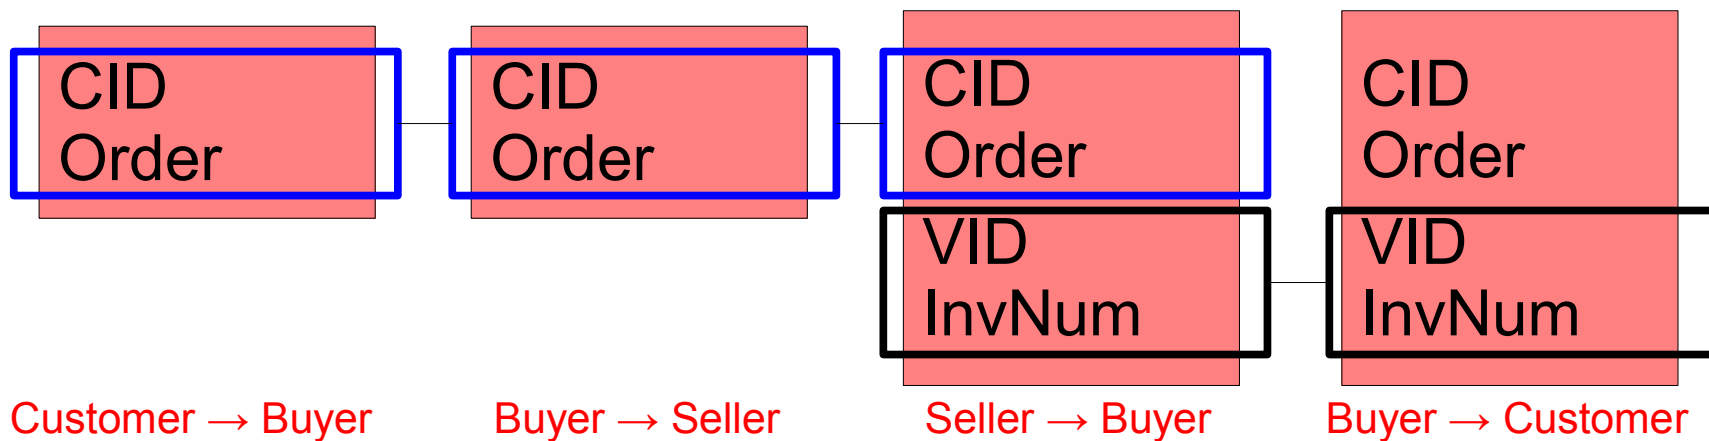 CID
Order
CID
Order
CID
Order
VID
InvNum
CID
Order
VID
InvNum
Customer → Buyer
Buyer → Seller
Seller → Buyer
Buyer → Customer